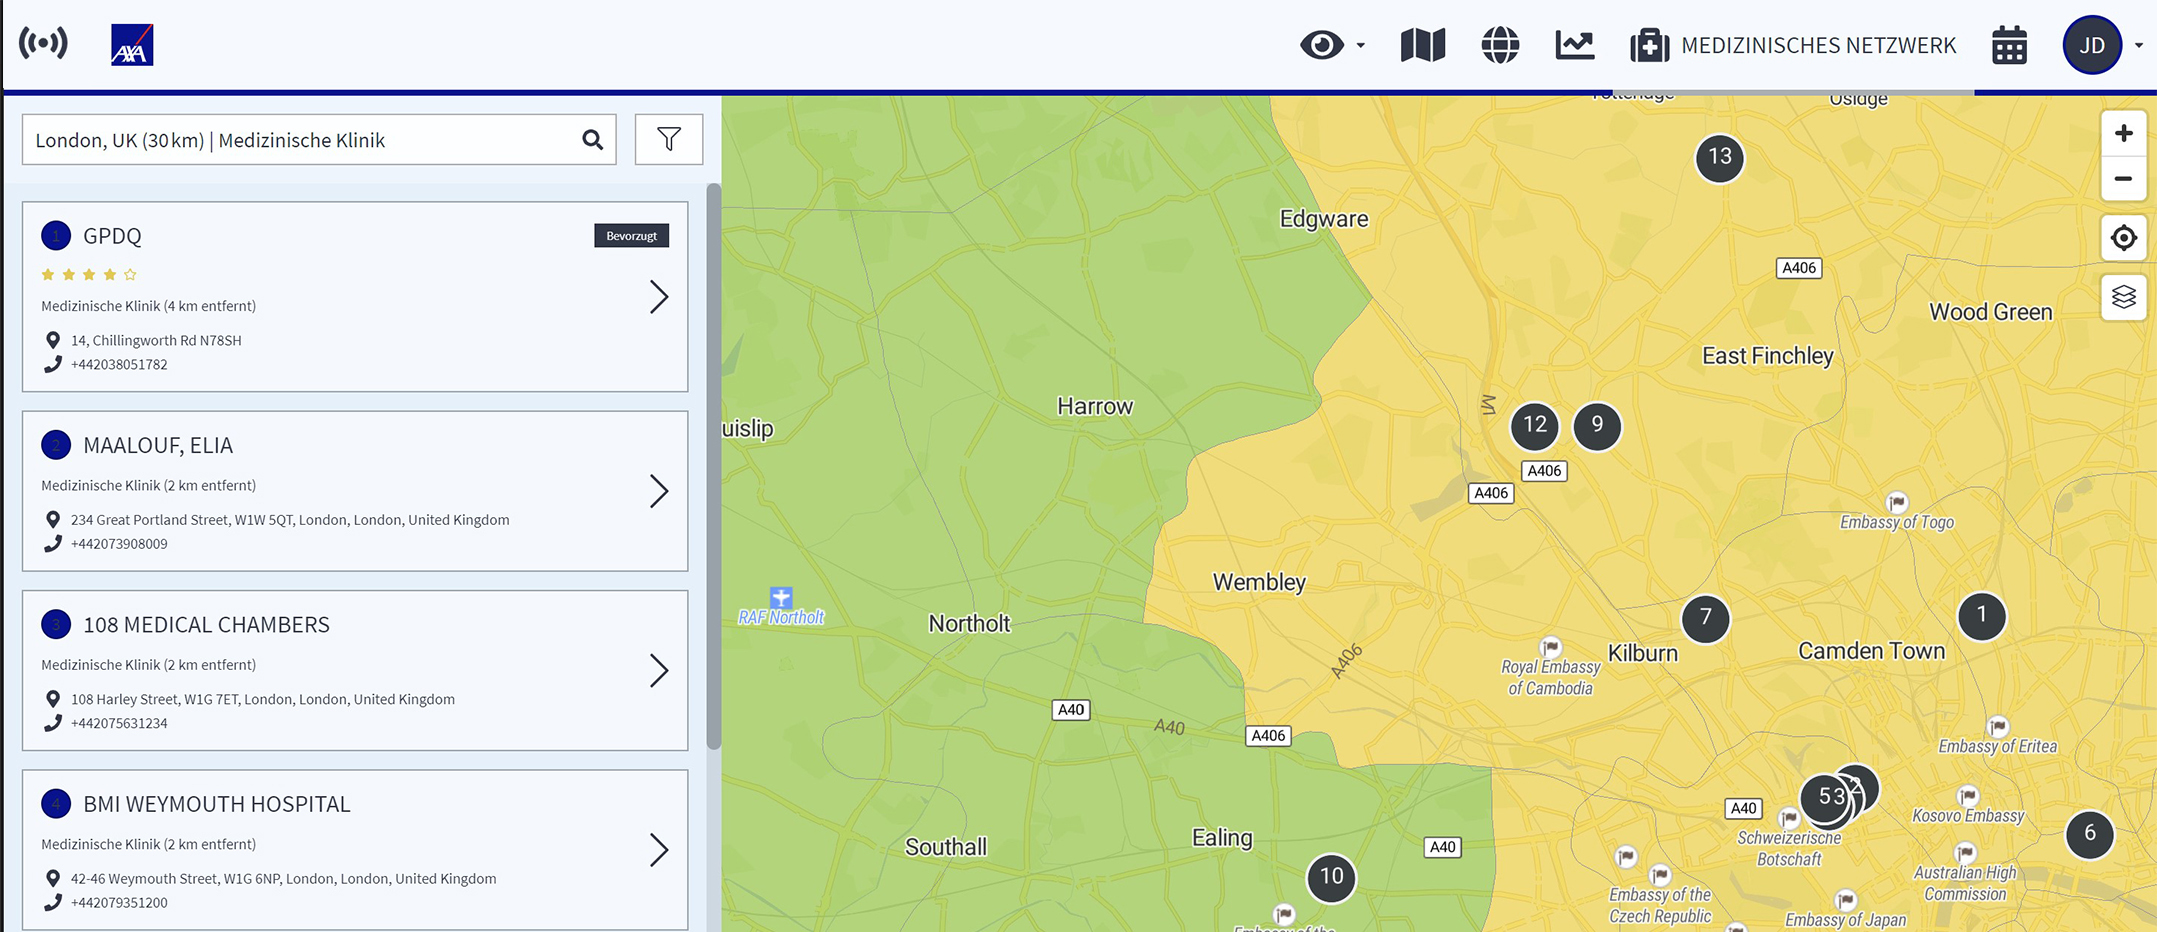 AXA
MEDIZINISCHES NETZWERK
JD
London, UK (30 km) | Medizinische Klinik
1 GPDQ
Bevorzugt
Medizinische Klinik (4 km entfernt)
14, Chillingworth Rd N78SH
+442038051782
2 MAALOUF, ELIA
Medizinische Klinik (2 km entfernt)
234 Great Portland Street, W1W 5QT, London, London, United Kingdom
+442073908009
3 108 MEDICAL CHAMBERS
Medizinische Klinik (2 km entfernt)
108 Harley Street, W1G 7ET, London, London, United Kingdom
+442075631234
4 BMI WEYMOUTH HOSPITAL
Medizinische Klinik (2 km entfernt)
42-46 Weymouth Street, W1G 6NP, London, London, United Kingdom
+442079351200
Osidge
13
Edgware
A406
Wood Green
East Finchley
Harrow
M1
uislip
12
9
A406
A406
Embassy of Togo
Wembley
RAF Northolt
Northolt
7
1
Kilburn
Camden Town
A406
Royal Embassy
of Cambodia
A40
A40
A406
Embassy of Eritea
5
3
2
A40
Kosovo Embassy
6
Schweizerische
Botschaft
Southall
Ealing
A40
10
Australian High
Commission
Embassy of the
Czech Republic
Embassy of Japan
Embassy of the